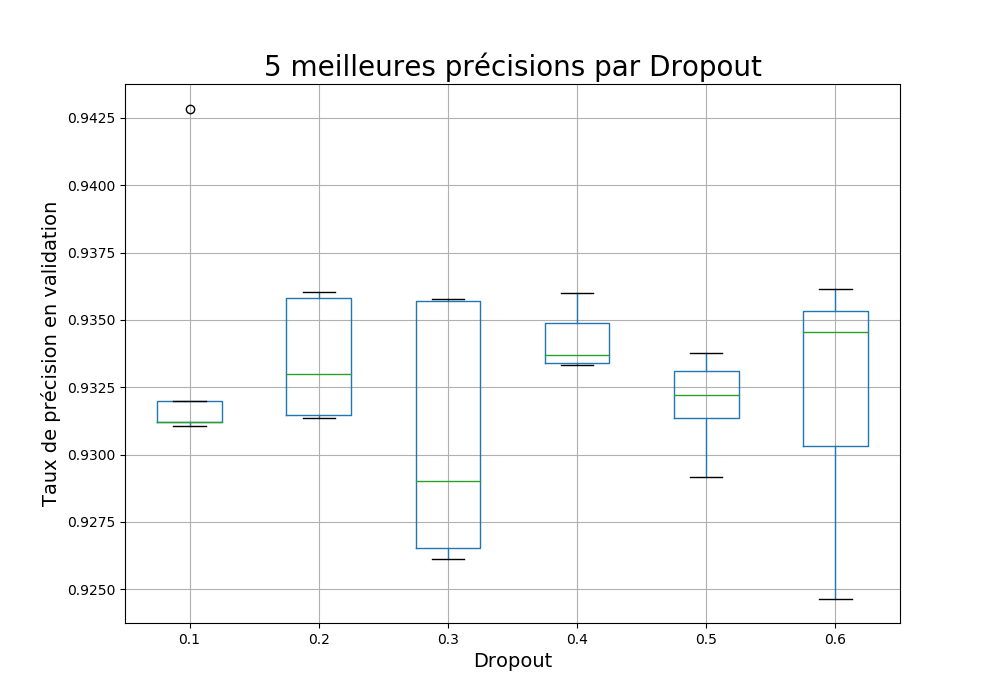 5 meilleures précisions par Dropout
Taux de précision en validation
0.9425
0.9400
0.9375
0.9350
0.9325
0.9300
0.9275
0.9250
0.1 0.2 0.3 0.4 0.5 0.6
Dropout